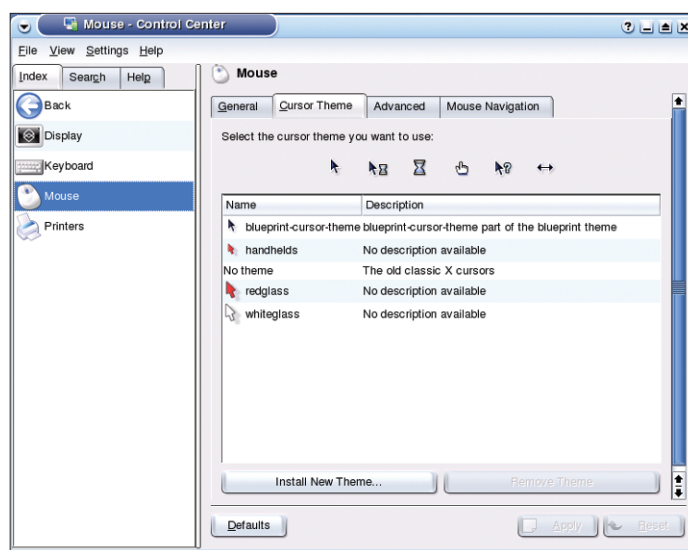 Mouse - Control Center
File View Settings Help
Index Search Help
Back
Display
Keyboard
Mouse
Printers
Mouse
General Cursor Theme Advanced Mouse Navigation
Select the cursor theme you want to use:
Name Description
blueprint-cursor-theme blueprint-cursor-theme part of the blueprint theme
handhelds No description available
No theme The old classic X cursors
redglass No description available
whiteglass No description available
Install New Theme... Remove Theme
Defaults Apply Reset